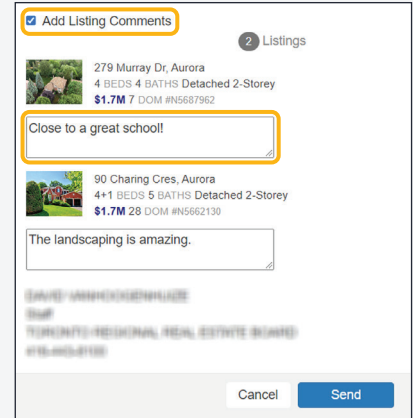 Add Listing Comments
2 Listings
279 Murray Dr, Aurora
4 BEDS 4 BATHS Detached 2-Storey
$1.7M 7 DOM #N5687962
Close to a great school!
90 Charing Cres, Aurora
4+1 BEDS 5 BATHS Detached 2-Storey
$1.7M 28 DOM #N5662130
The landscaping is amazing.
Cancel Send